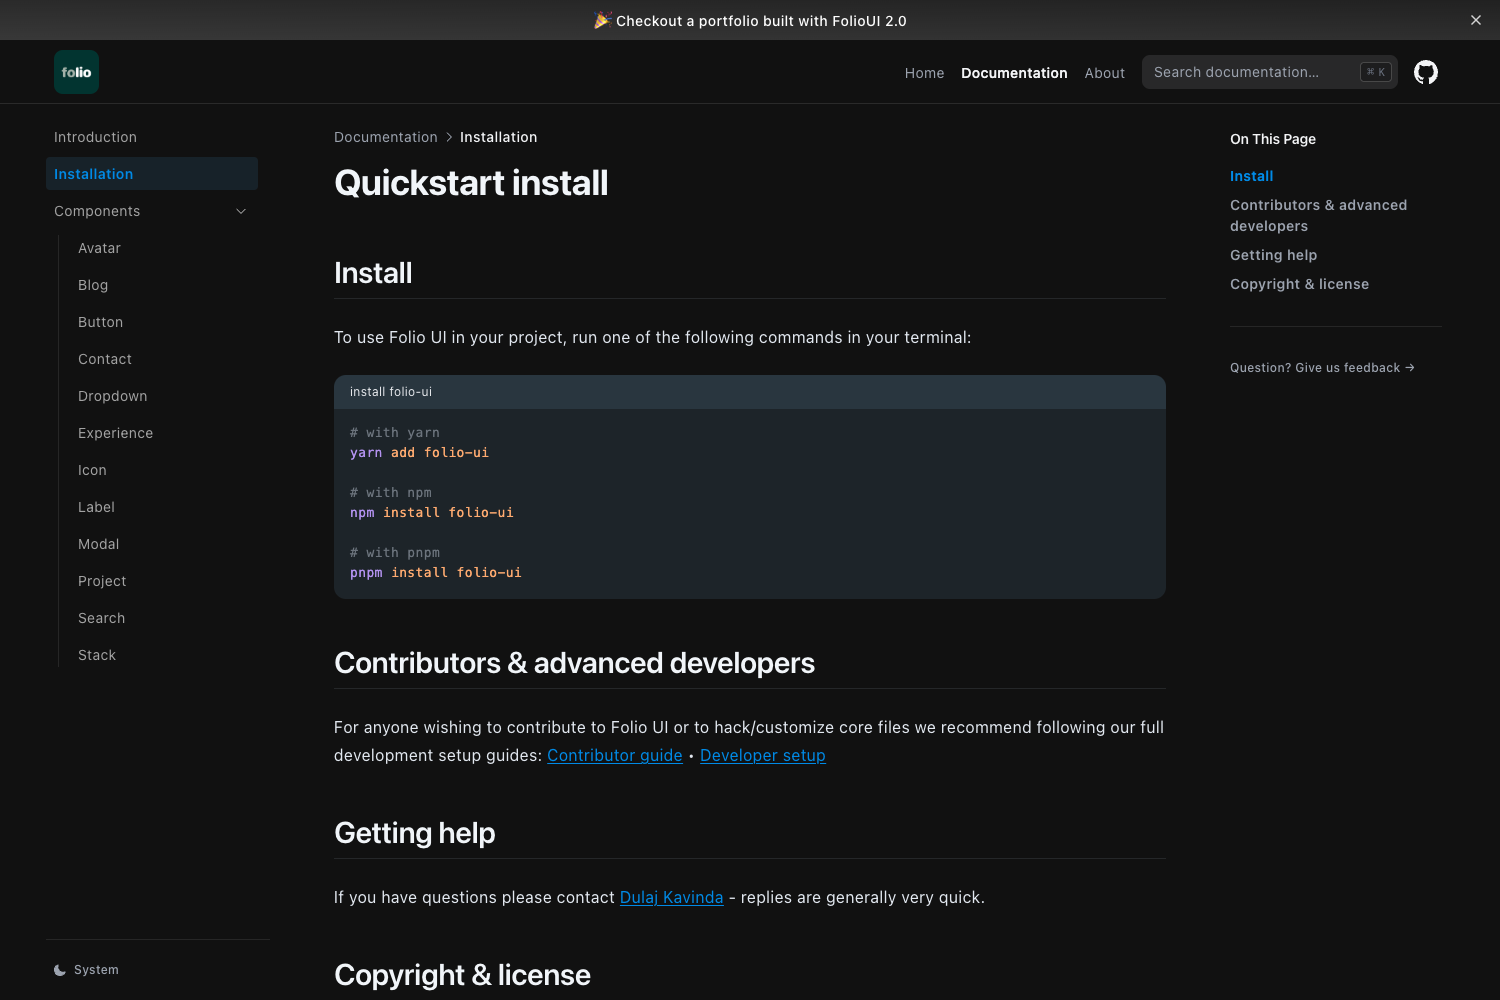 🎉 Checkout a portfolio built with FolioUI 2.0
folio
Home
Documentation
About
Search documentation...
⌘ K
Introduction
Installation
Components
Avatar
Blog
Button
Contact
Dropdown
Experience
Icon
Label
Modal
Project
Search
Stack
System
Documentation > Installation
Quickstart install
Install
To use Folio UI in your project, run one of the following commands in your terminal:
install folio-ui
# with yarn
yarn add folio-ui
# with npm
npm install folio-ui
# with pnpm
pnpm install folio-ui
Contributors & advanced developers
For anyone wishing to contribute to Folio UI or to hack/customize core files we recommend following our full
development setup guides: Contributor guide • Developer setup
Getting help
If you have questions please contact Dulaj Kavinda - replies are generally very quick.
Copyright & license
On This Page
Install
Contributors & advanced
developers
Getting help
Copyright & license
Question? Give us feedback →